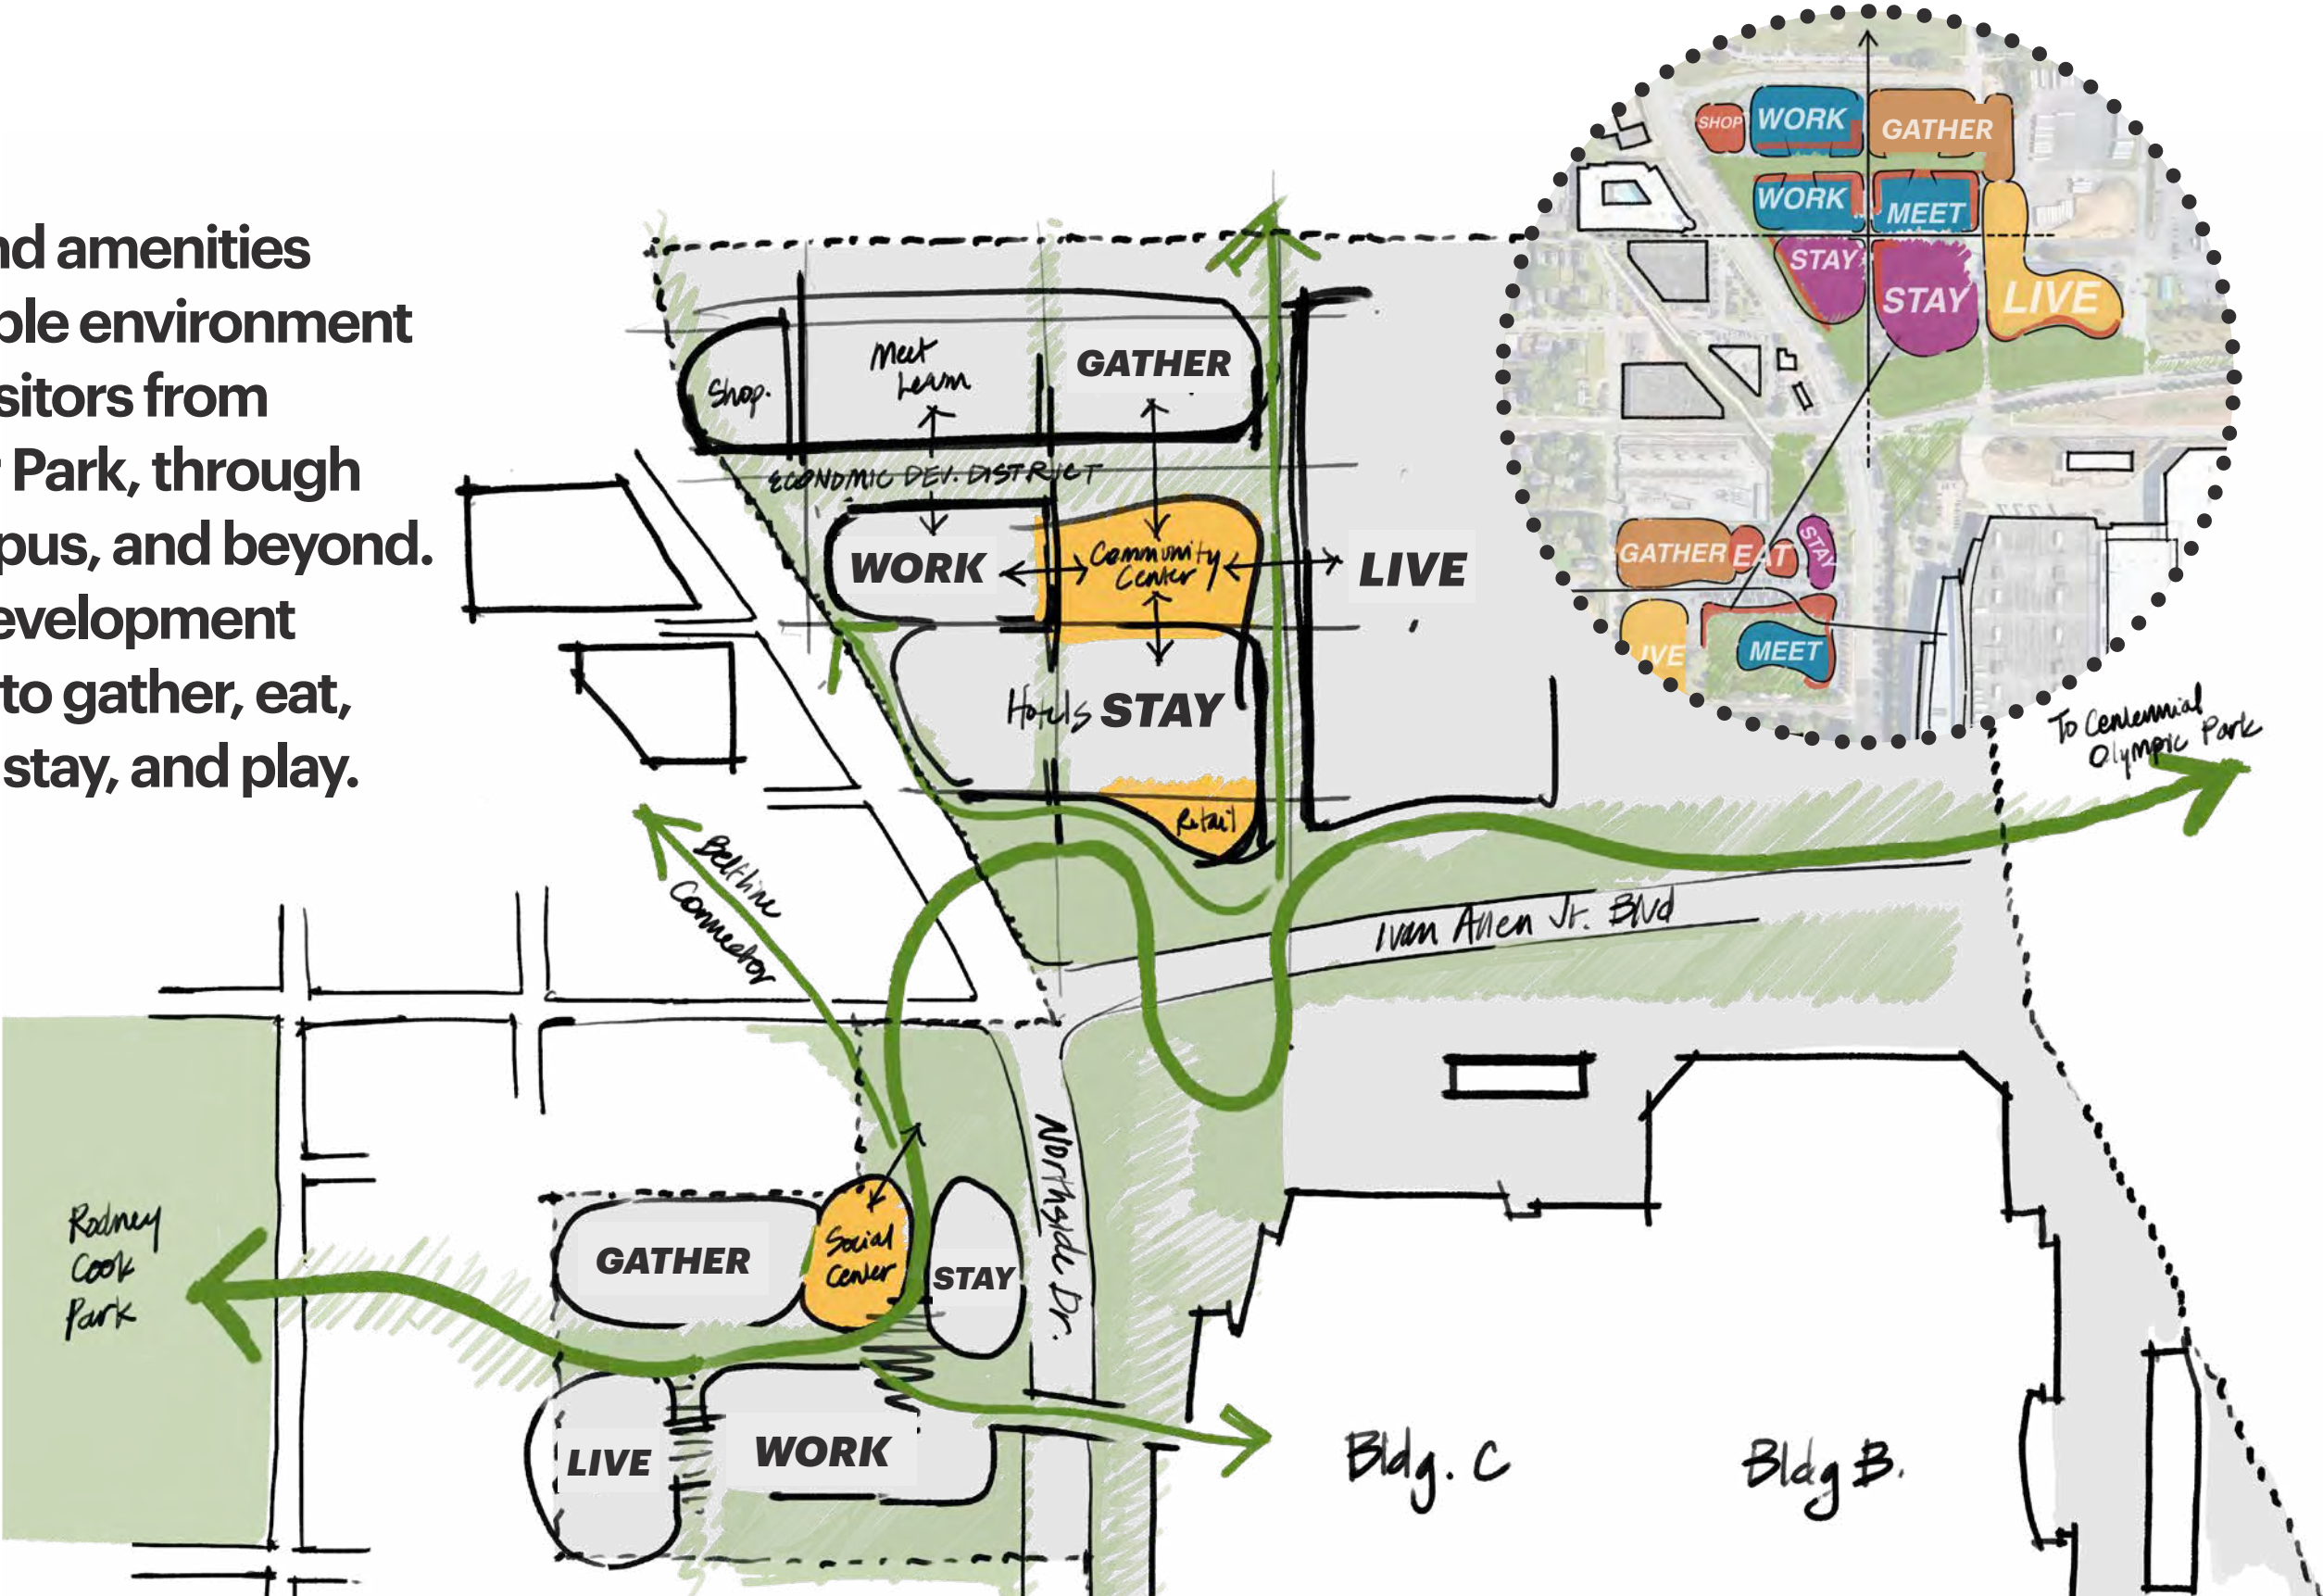 nd amenities
ble environment
sitors from
r Park, through
pus, and beyond.
evelopment
to gather, eat,
stay, and play.
SHOP
WORK
GATHER
WORK
MEET
STAY
STAY
LIVE
GATHER
EAT
STAY
IVE
MEET
Shop.
Meet
Learn
GATHER
ECONOMIC DEV. DISTRICT
WORK
Community
Center
LIVE
Hotels
STAY
Retail
To Centennial
Olympic Park
Beltline
Connector
Ivan Allen Jr. Blvd
Northside Dr.
Rodney
Cook
Park
GATHER
Social
Center
STAY
LIVE
WORK
Bldg. C
Bldg B.